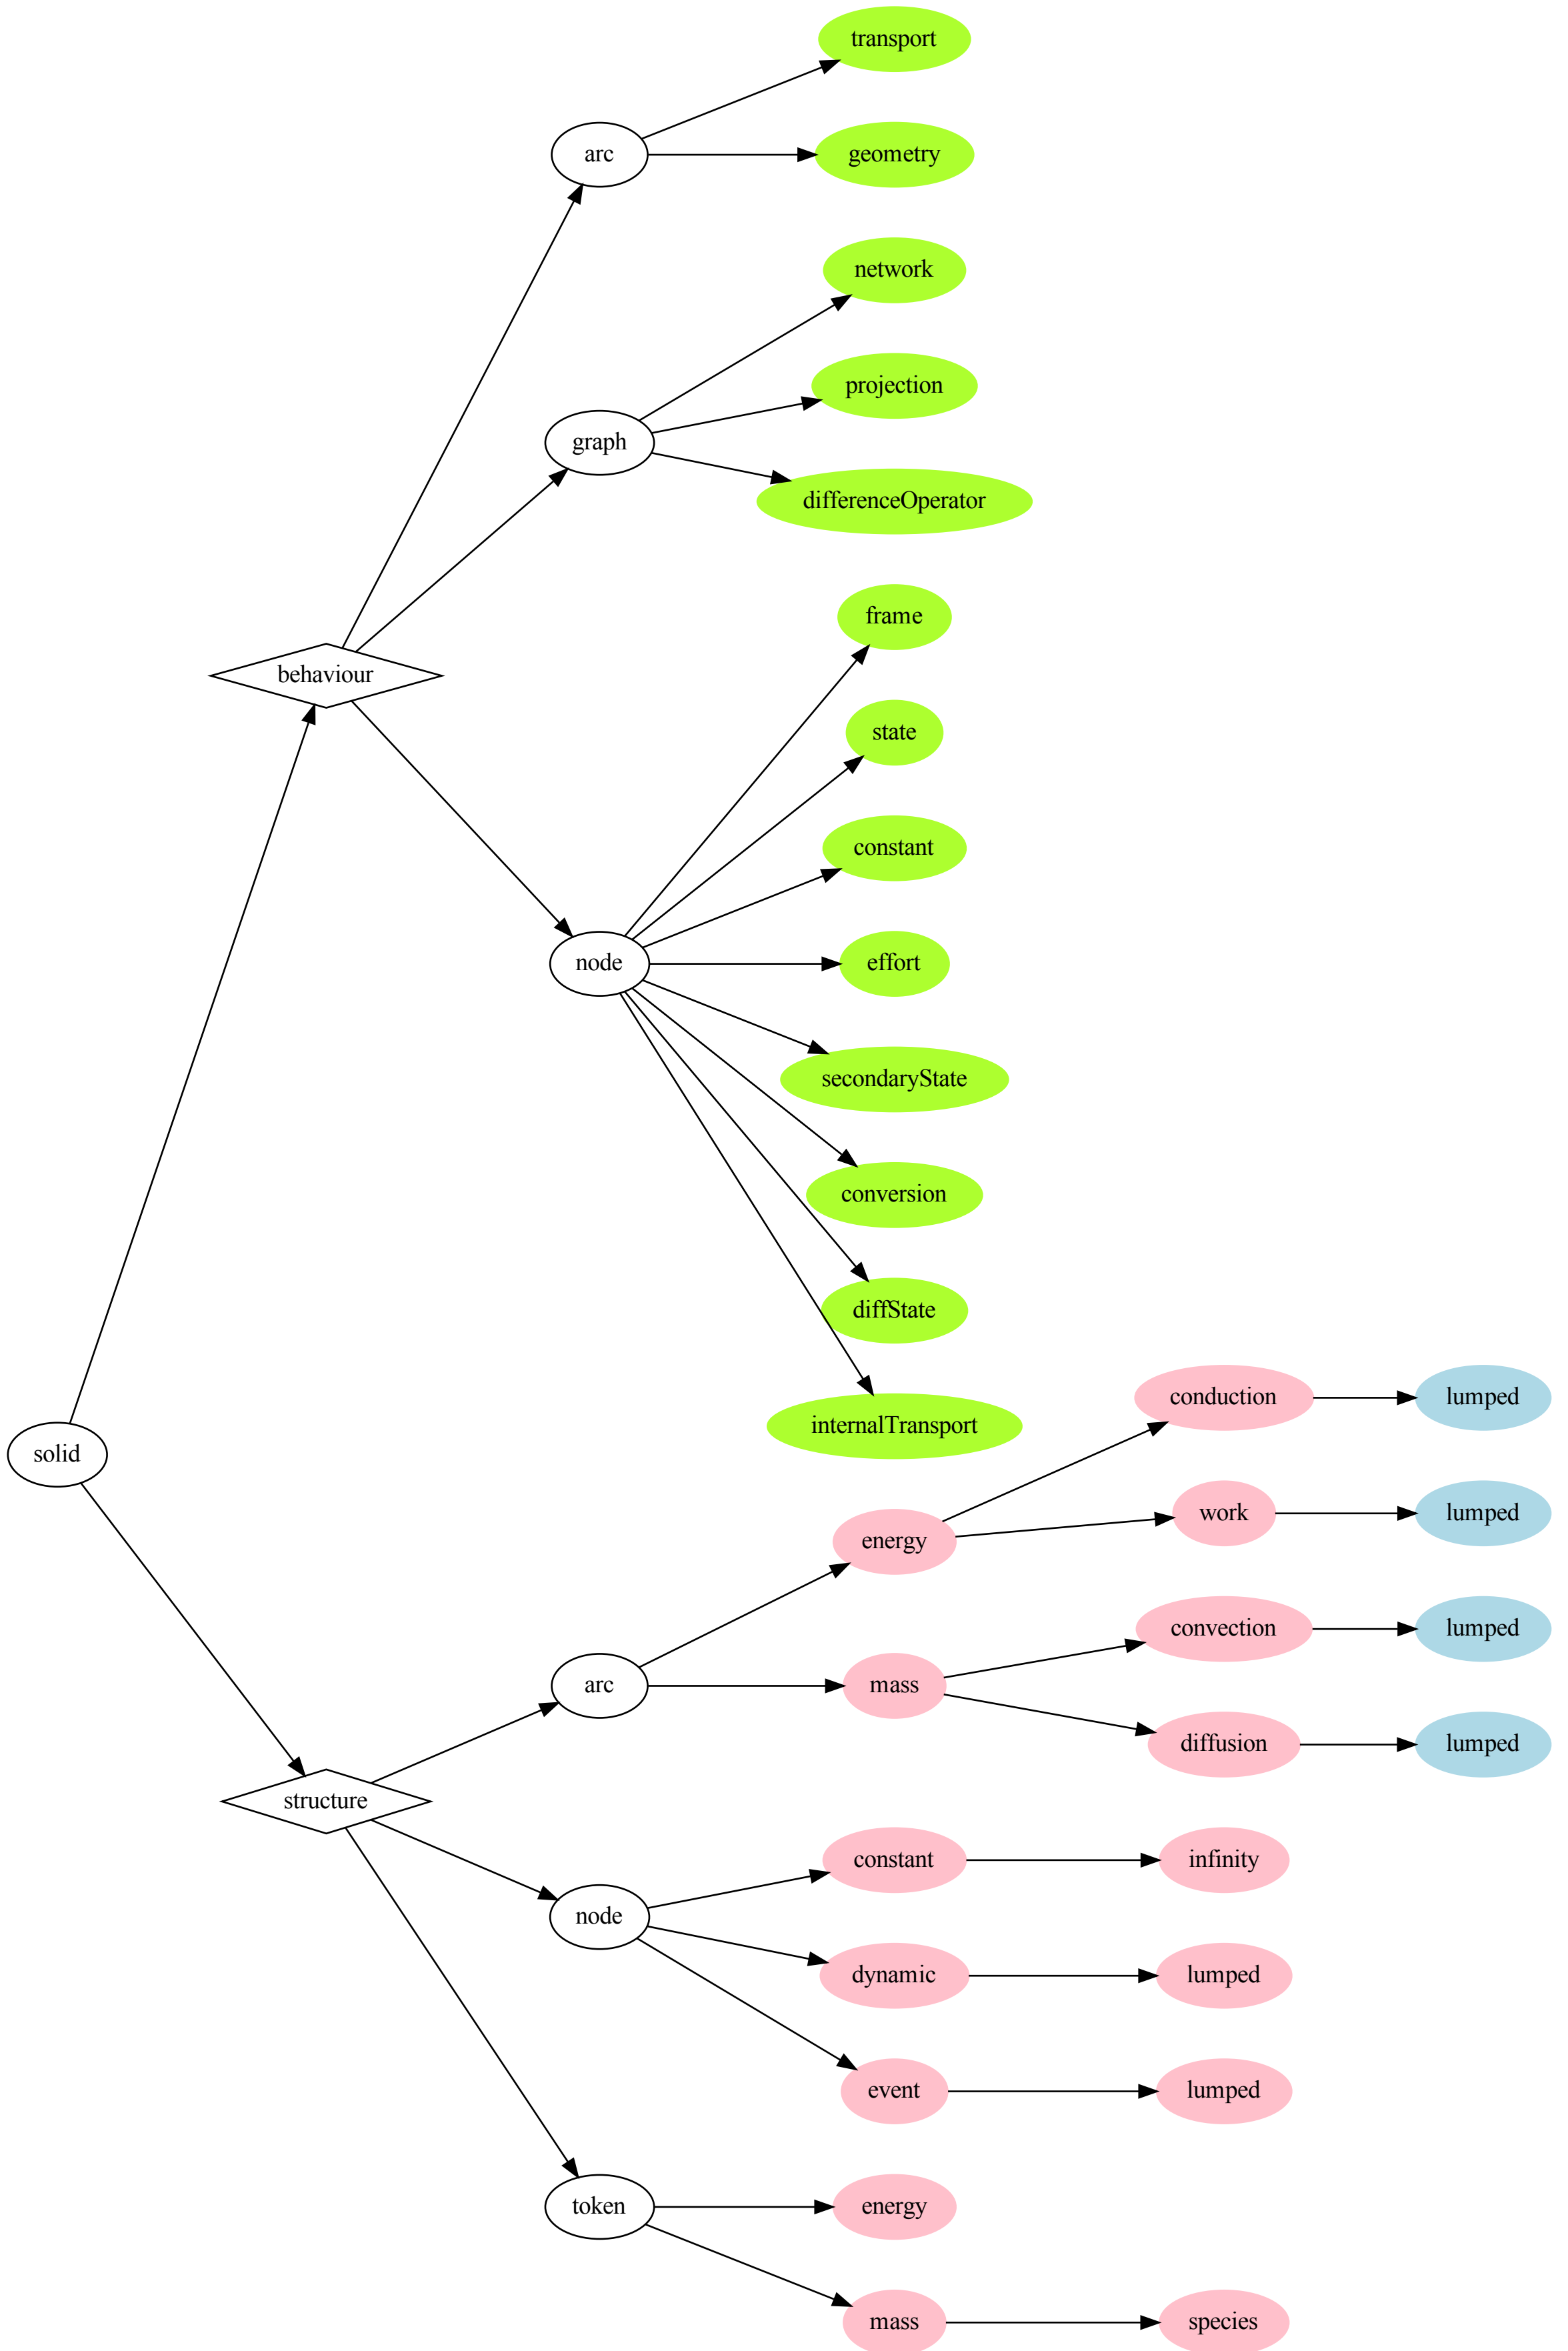 transport
arc
geometry
network
projection
graph
differenceOperator
frame
behaviour
state
constant
node
effort
secondaryState
conversion
diffState
conduction
lumped
internalTransport
solid
work
lumped
energy
convection
lumped
arc
mass
diffusion
lumped
structure
constant
infinity
node
dynamic
lumped
event
lumped
token
energy
mass
species